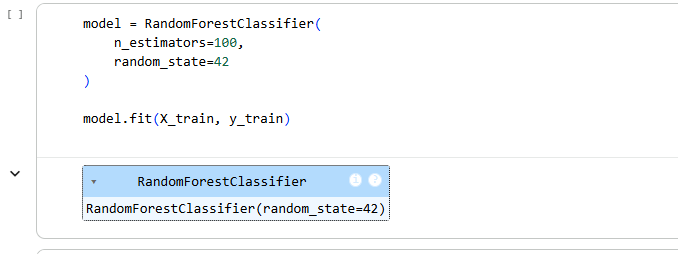 [ ]
model = RandomForestClassifier(
    n_estimators=100,
    random_state=42
)
model.fit(X_train, y_train)
RandomForestClassifier i ?
RandomForestClassifier(random_state=42)